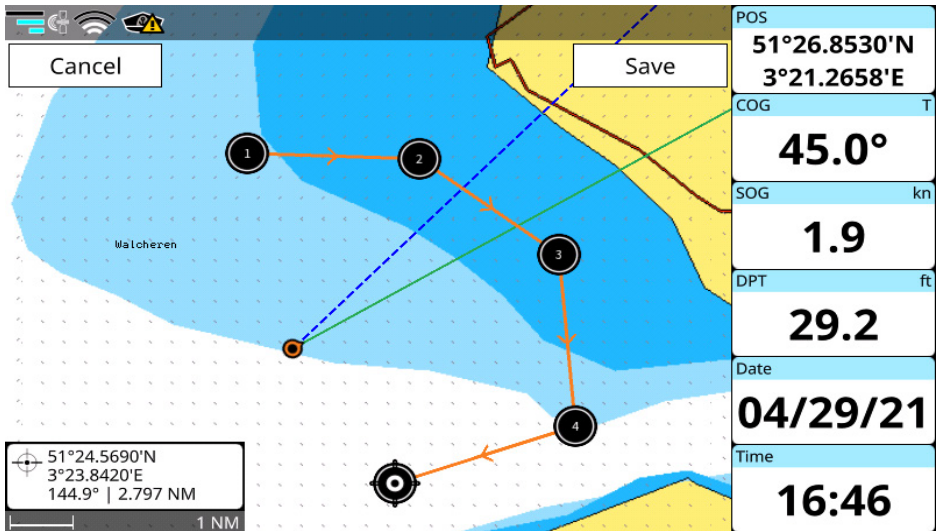 Cancel
Save
1
2
3
4
Walcheren
51°24.5690'N
3°23.8420'E
144.9° | 2.797 NM
1 NM
POS
51°26.8530'N
3°21.2658'E
COG T
45.0°
SOG kn
1.9
DPT ft
29.2
Date
04/29/21
Time
16:46